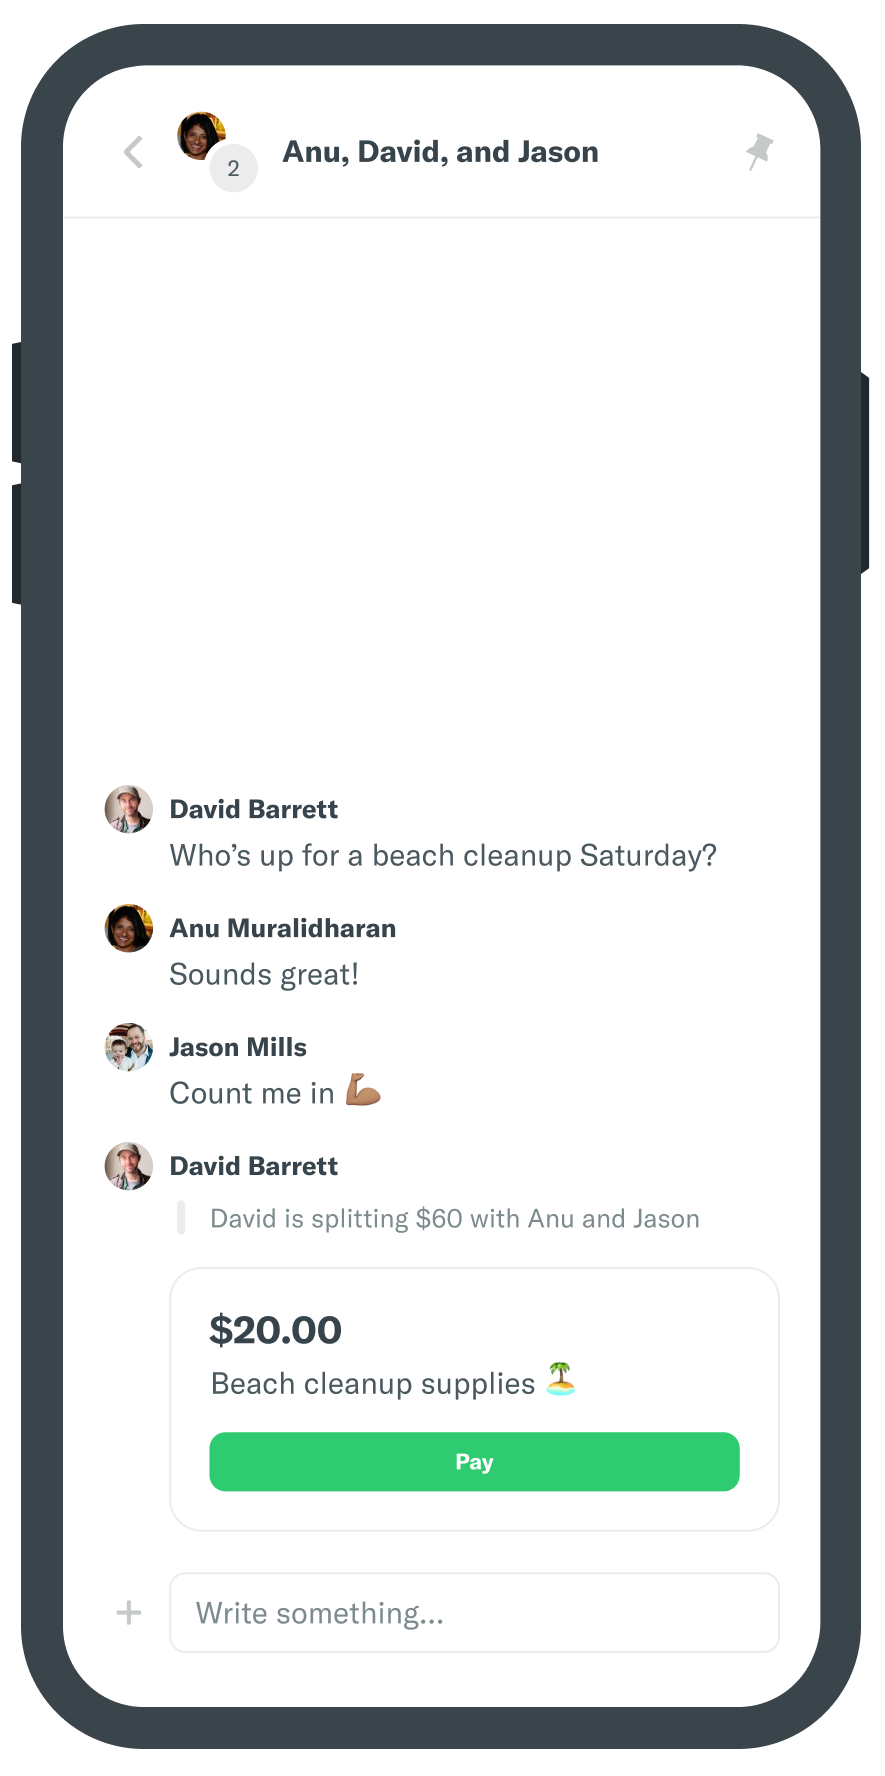 2
Anu, David, and Jason
David Barrett
Who’s up for a beach cleanup Saturday?
Anu Muralidharan
Sounds great!
Jason Mills
Count me in 💪🏽
David Barrett
David is splitting $60 with Anu and Jason
$20.00
Beach cleanup supplies 🏝️
Pay
Write something...